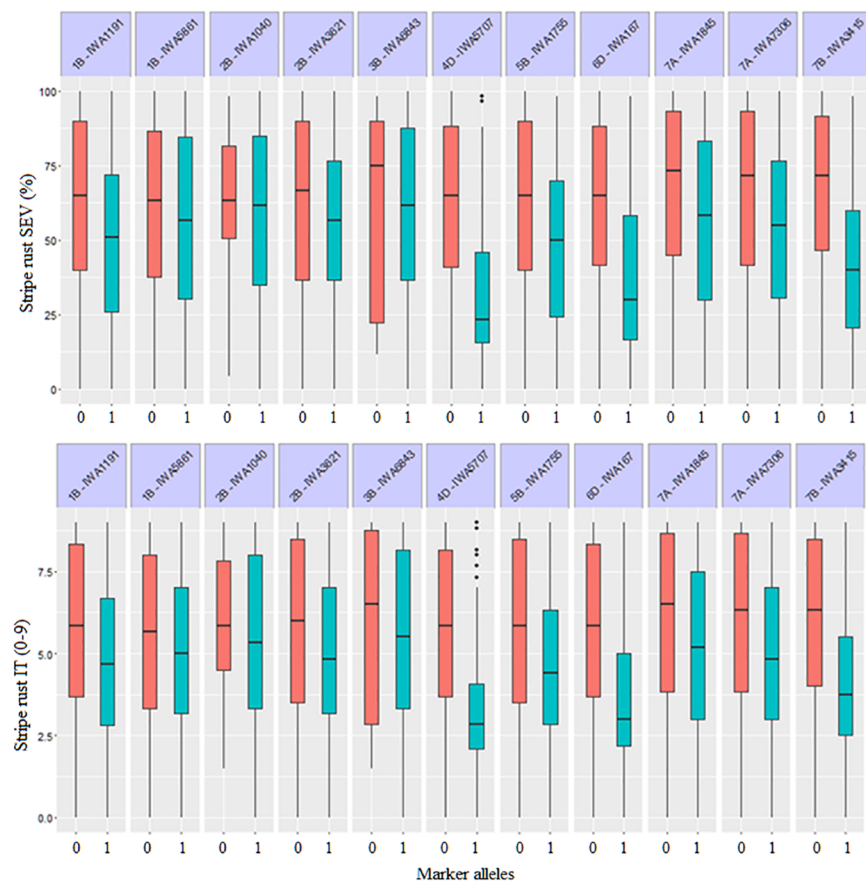 1B - IWA1191 1B - IWA5861 2B - IWA1040 2B - IWA3621 3B - IWA6843 4D - IWA5707 5B - IWA1755 6D - IWA167 7A - IWA1845 7A - IWA7306 7B - IWA3415
Stripe rust SEV (%)
100
75
50
25
0
0 1 0 1 0 1 0 1 0 1 0 1 0 1 0 1 0 1 0 1 0 1
1B - IWA1191 1B - IWA5861 2B - IWA1040 2B - IWA3621 3B - IWA6843 4D - IWA5707 5B - IWA1755 6D - IWA167 7A - IWA1845 7A - IWA7306 7B - IWA3415
Stripe rust IT (0-9)
7.5
5.0
2.5
0.0
0 1 0 1 0 1 0 1 0 1 0 1 0 1 0 1 0 1 0 1 0 1
Marker alleles